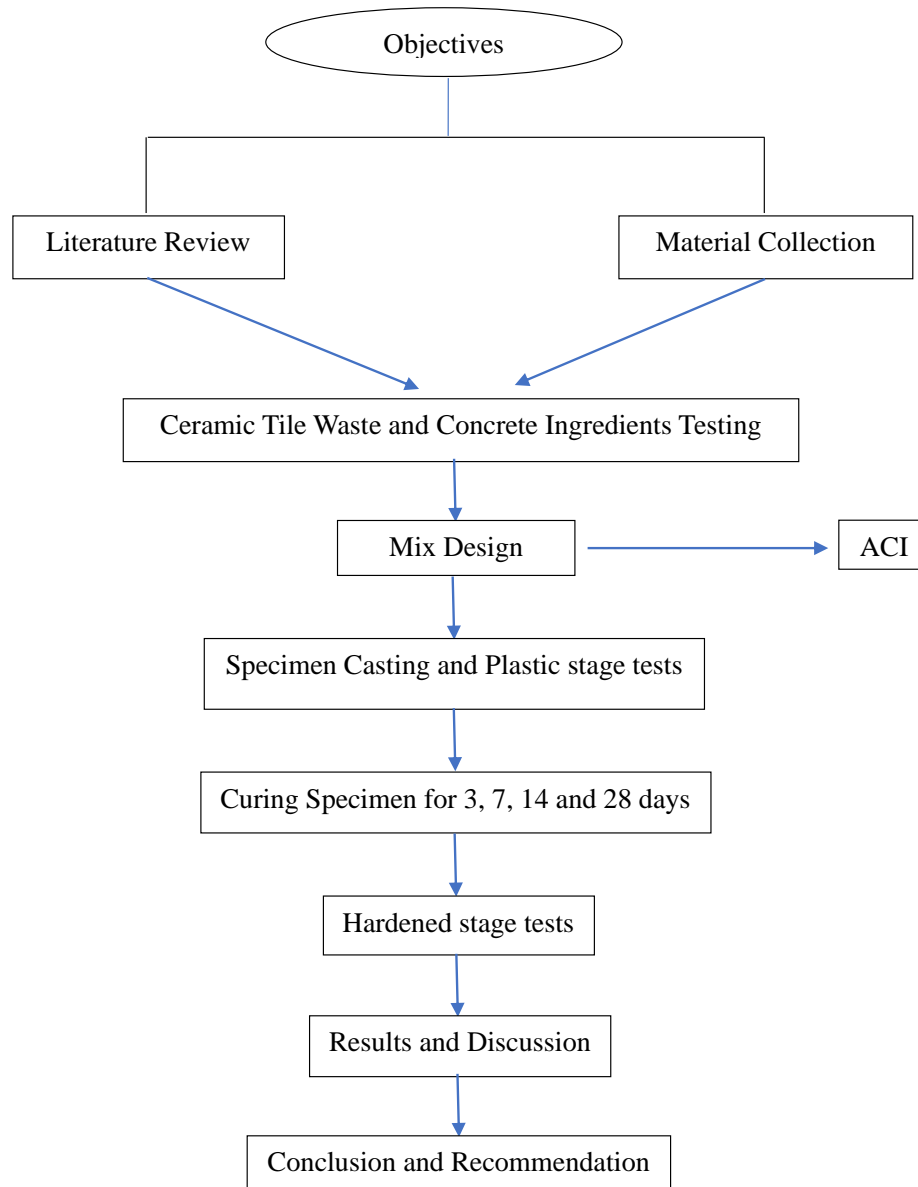 Objectives
Literature Review
Material Collection
Ceramic Tile Waste and Concrete Ingredients Testing
Mix Design
ACI
Specimen Casting and Plastic stage tests
Curing Specimen for 3, 7, 14 and 28 days
Hardened stage tests
Results and Discussion
Conclusion and Recommendation